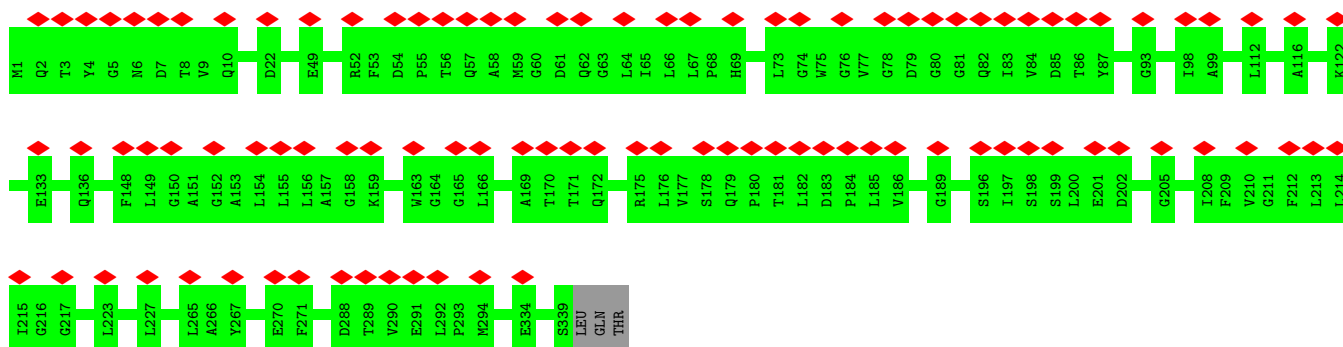 M1 Q2 T3 Y4 G5 N6 D7 T8 V9 Q10 D22 E49 R52 F53 D54 P55 T56 Q57 A58 M59 G60 D61 Q62 G63 L64 I65 L66 L67 P68 H69 L73 G74 W75 G76 V77 G78 D79 G80 G81 Q82 I83 V84 D85 T86 Y87 G93 I98 A99 L112 A116 K122
E133 Q136 F148 L149 G150 A151 G152 A153 L154 L155 L156 A157 G158 K159 W163 G164 G165 L166 A169 T170 T171 Q172 R175 L176 V177 S178 Q179 P180 T181 L182 D183 P184 L185 V186 G189 S196 I197 S198 S199 L200 E201 D202 G205 I208 F209 V210 G211 F212 L213 L214
I215 G216 G217 L223 L227 L265 A266 Y267 E270 F271 D288 T289 V290 E291 L292 P293 M294 E334 S339 LEU GLN THR